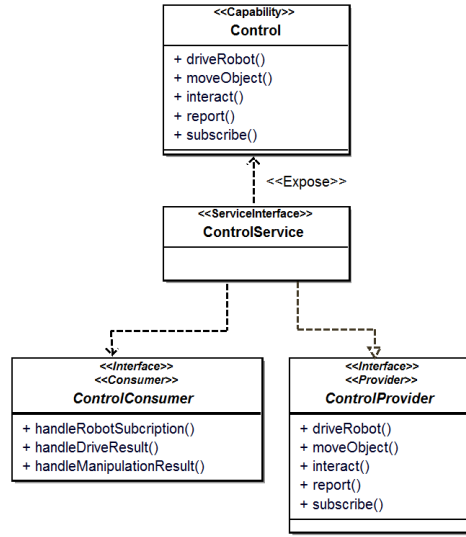 <<Capability>>
Control
+ driveRobot()
+ moveObject()
+ interact()
+ report()
+ subscribe()
<<Expose>>
<<ServiceInterface>>
ControlService
<<Interface>>
<<Consumer>>
ControlConsumer
+ handleRobotSubcription()
+ handleDriveResult()
+ handleManipulationResult()
<<Interface>>
<<Provider>>
ControlProvider
+ driveRobot()
+ moveObject()
+ interact()
+ report()
+ subscribe()